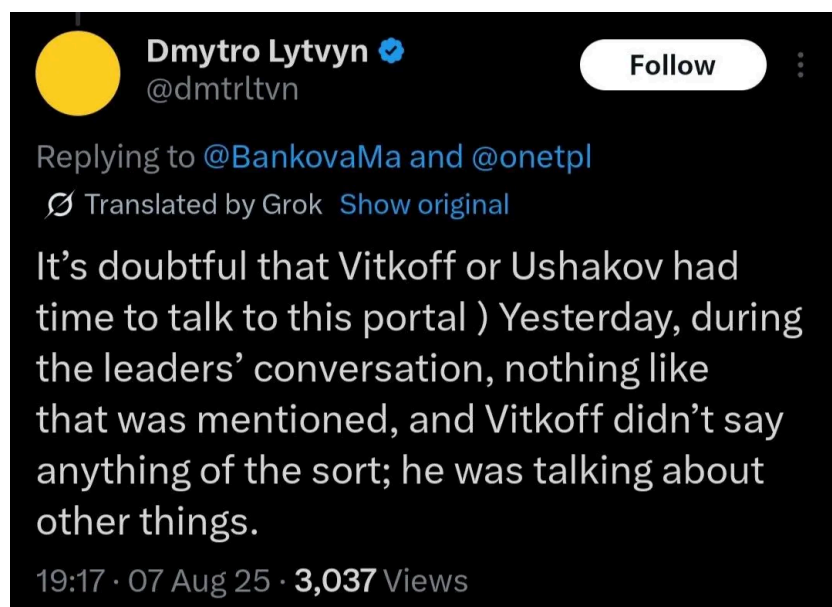 Dmytro Lytvyn
@dmtrltvn
Follow
Replying to @BankovaMa and @onetpl
Translated by Grok Show original
It’s doubtful that Vitkoff or Ushakov had
time to talk to this portal ) Yesterday, during
the leaders’ conversation, nothing like
that was mentioned, and Vitkoff didn’t say
anything of the sort; he was talking about
other things.
19:17 · 07 Aug 25 · 3,037 Views